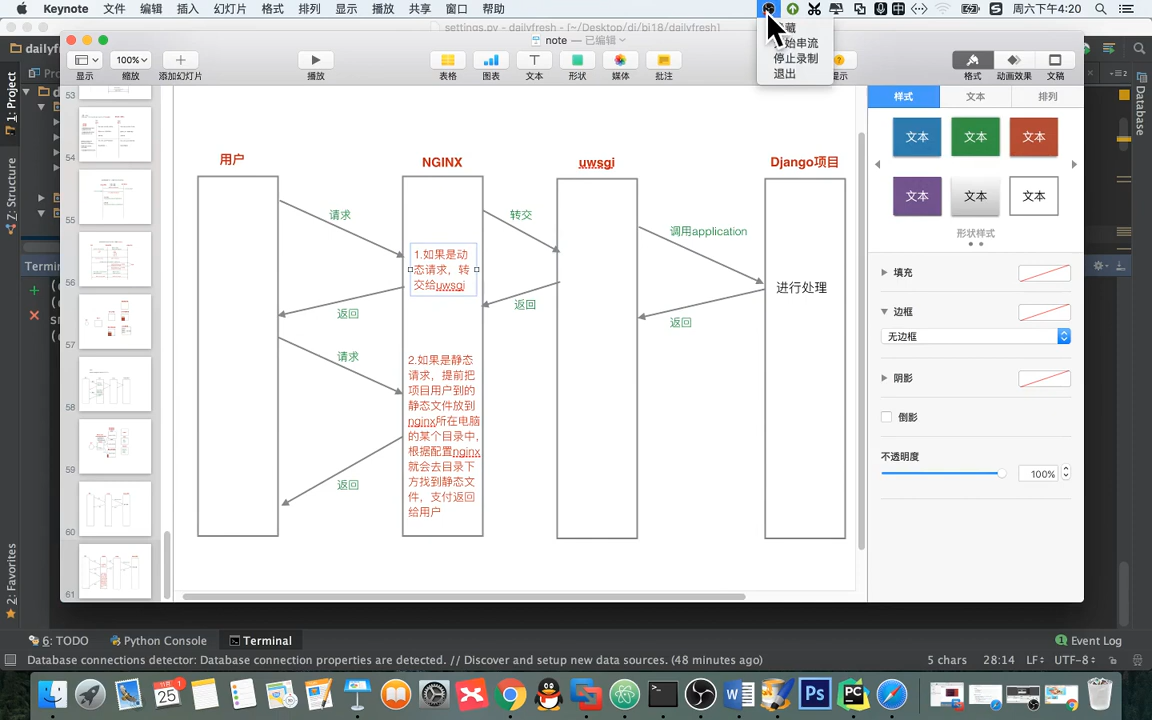 Keynote 文件 编辑 插入 幻灯片 格式 排列 显示 播放 共享 窗口 帮助 周六下午4:20
settings.py - dailyfresh - [~/Desktop/dj/bj18/dailyfresh]
note — 已编辑
停止录制
退出
显示 缩放 添加幻灯片 播放 表格 图表 文本 形状 媒体 批注 提示 格式 动画效果 文稿
100%
样式 文本 排列
1: Project
Z: Structure
2: Favorites
Database
53
54
55
56
57
58
59
60
61
用户
NGINX
uwsgi
Django项目
请求
转交
调用application
1.如果是动
态请求，转
交给uwsgi
进行处理
返回
返回
返回
请求
2.如果是静态
请求，提前把
项目用户到的
静态文件放到
nginx所在电脑
的某个目录中，
根据配置nginx
就会去目录下
方找到静态文
件，支付返回
给用户
返回
文本 文本 文本
文本 文本 文本
形状样式
填充
边框
无边框
阴影
倒影
不透明度
100%
6: TODO Python Console Terminal 1 Event Log
Database connections detector: Database connection properties are detected. // Discover and setup new data sources. (48 minutes ago) 5 chars 28:14 LF÷ UTF-8÷
25
Ps
PC